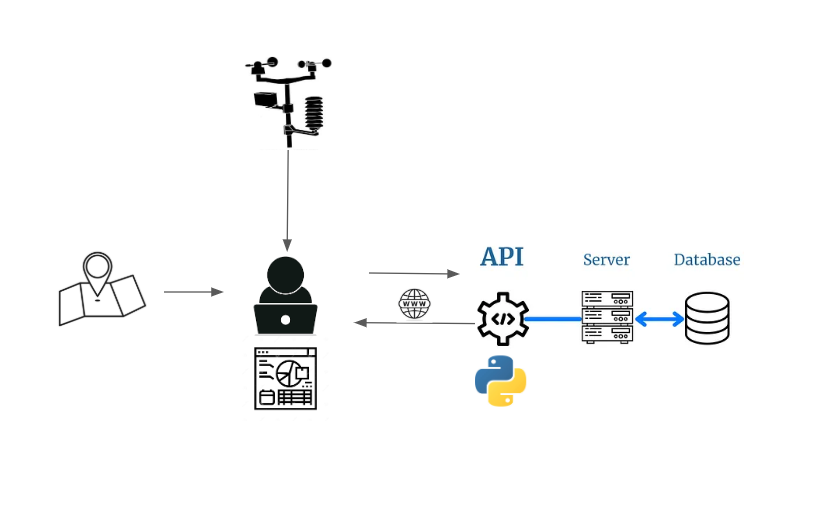 API
Server
Database
WWW
</>